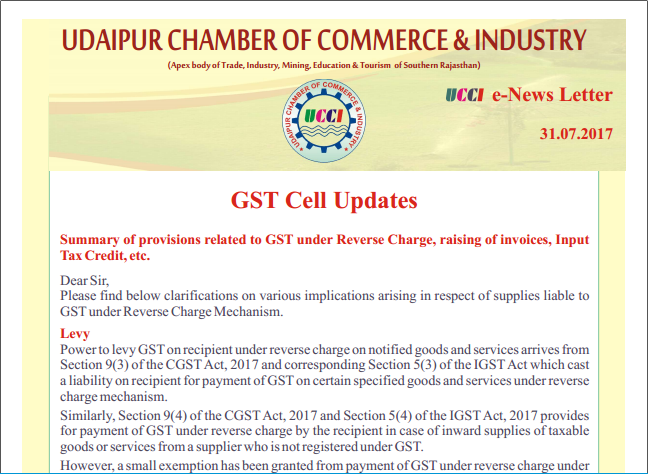 UDAIPUR CHAMBER OF COMMERCE & INDUSTRY
(Apex body of Trade, Industry, Mining, Education & Tourism of Southern Rajasthan)
UDAIPUR CHAMBER OF COMMERCE & INDUSTRY
UCCI
UDAIPUR
UCCI e-News Letter
31.07.2017
GST Cell Updates
Summary of provisions related to GST under Reverse Charge, raising of invoices, Input
Tax Credit, etc.
Dear Sir,
Please find below clarifications on various implications arising in respect of supplies liable to
GST under Reverse Charge Mechanism.
Levy
Power to levy GST on recipient under reverse charge on notified goods and services arrives from
Section 9(3) of the CGST Act, 2017 and corresponding Section 5(3) of the IGST Act which cast
a liability on recipient for payment of GST on certain specified goods and services under reverse
charge mechanism.
Similarly, Section 9(4) of the CGST Act, 2017 and Section 5(4) of the IGST Act, 2017 provides
for payment of GST under reverse charge by the recipient in case of inward supplies of taxable
goods or services from a supplier who is not registered under GST.
However, a small exemption has been granted from payment of GST under reverse charge under